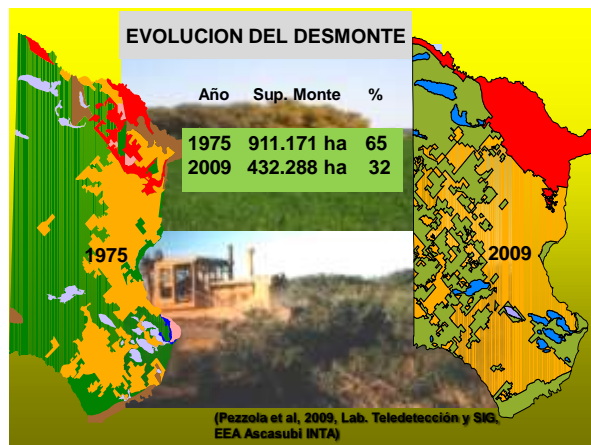 EVOLUCION DEL DESMONTE
Año Sup. Monte %
1975 911.171 ha 65
2009 432.288 ha 32
1975
2009
(Pezzola et al, 2009, Lab. Teledetección y SIG,
EEA Ascasubi INTA)